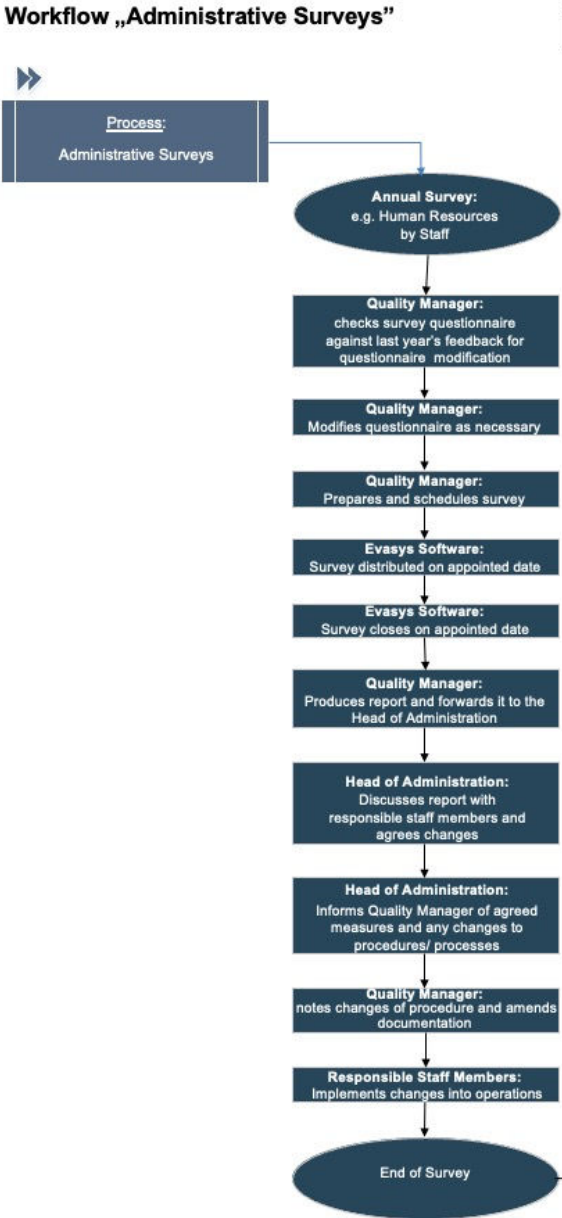 Workflow „Administrative Surveys”
Process:
Administrative Surveys
Annual Survey:
e.g. Human Resources
by Staff
Quality Manager:
checks survey questionnaire
against last year's feedback for
questionnaire modification
Quality Manager:
Modifies questionnaire as necessary
Quality Manager:
Prepares and schedules survey
Evasys Software:
Survey distributed on appointed date
Evasys Software:
Survey closes on appointed date
Quality Manager:
Produces report and forwards it to the
Head of Administration
Head of Administration:
Discusses report with
responsible staff members and
agrees changes
Head of Administration:
Informs Quality Manager of agreed
measures and any changes to
procedures/ processes
Quality Manager:
notes changes of procedure and amends
documentation
Responsible Staff Members:
Implements changes into operations
End of Survey